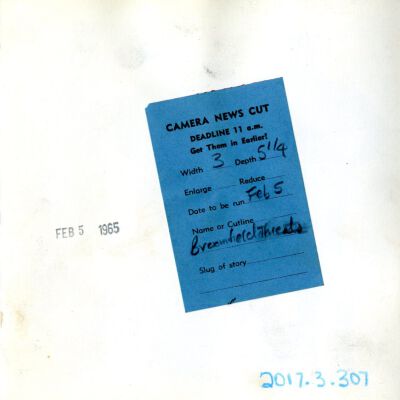 CAMERA NEWS CUT
DEADLINE 11 a.m.
Get Them in Earlier!
Width 3 Depth 5 1/4
Enlarge Reduce
Date to be run Feb 5
Name or Cutline
Slug of story
FEB 5 1965
2017.3.307